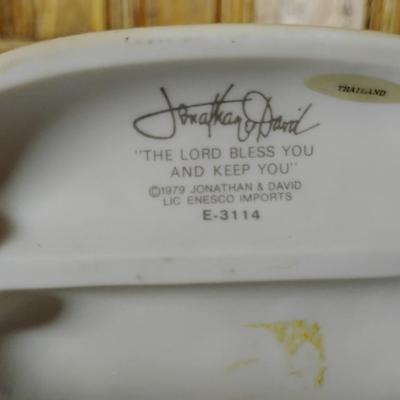 Jonathan & David
"THE LORD BLESS YOU
AND KEEP YOU"
©1979 JONATHAN & DAVID
LIC ENESCO IMPORTS
E-3114
THAILAND